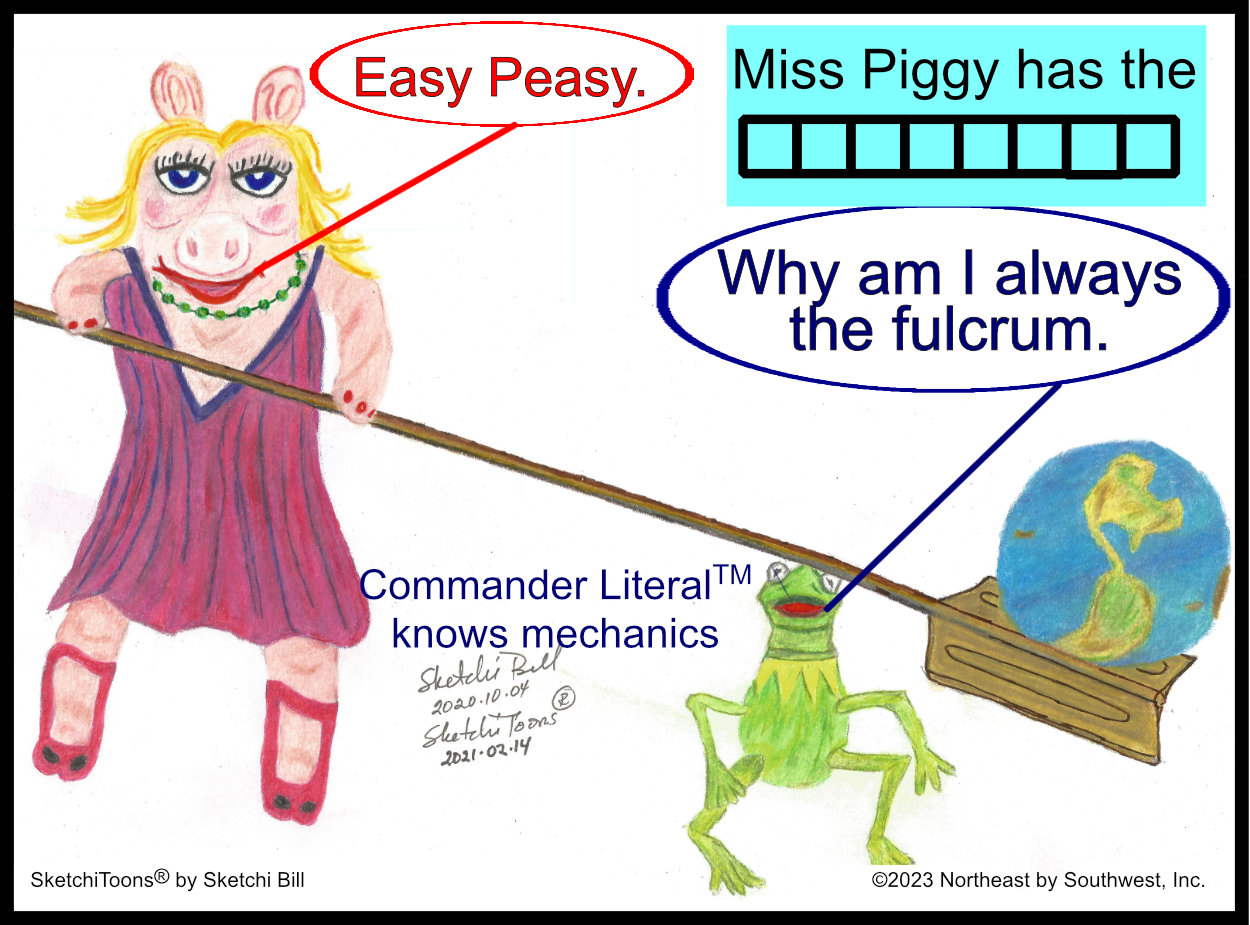 Easy Peasy.
Miss Piggy has the
Why am I always
the fulcrum.
Commander Literal™
knows mechanics
Sketchi Bill
2020.10.04
SketchiToons®
2021.02.14
SketchiToons® by Sketchi Bill
©2023 Northeast by Southwest, Inc.